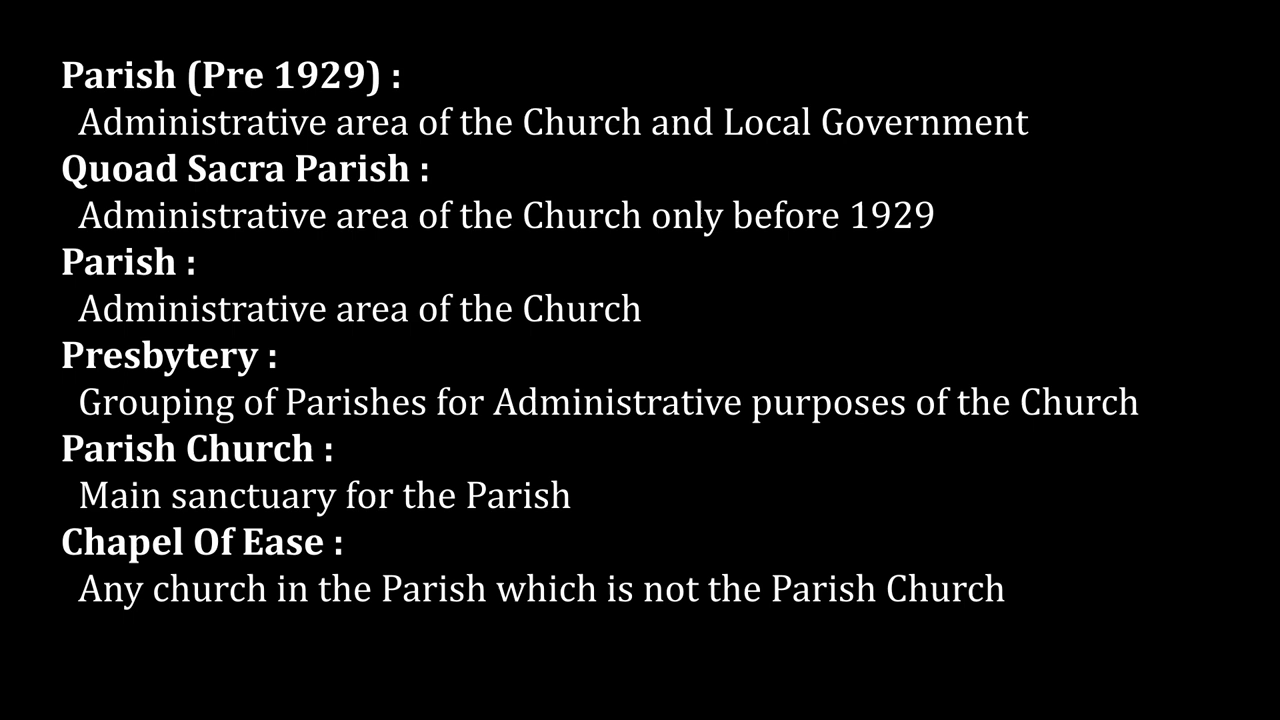 Parish (Pre 1929) :
Administrative area of the Church and Local Government
Quoad Sacra Parish :
Administrative area of the Church only before 1929
Parish :
Administrative area of the Church
Presbytery :
Grouping of Parishes for Administrative purposes of the Church
Parish Church :
Main sanctuary for the Parish
Chapel Of Ease :
Any church in the Parish which is not the Parish Church